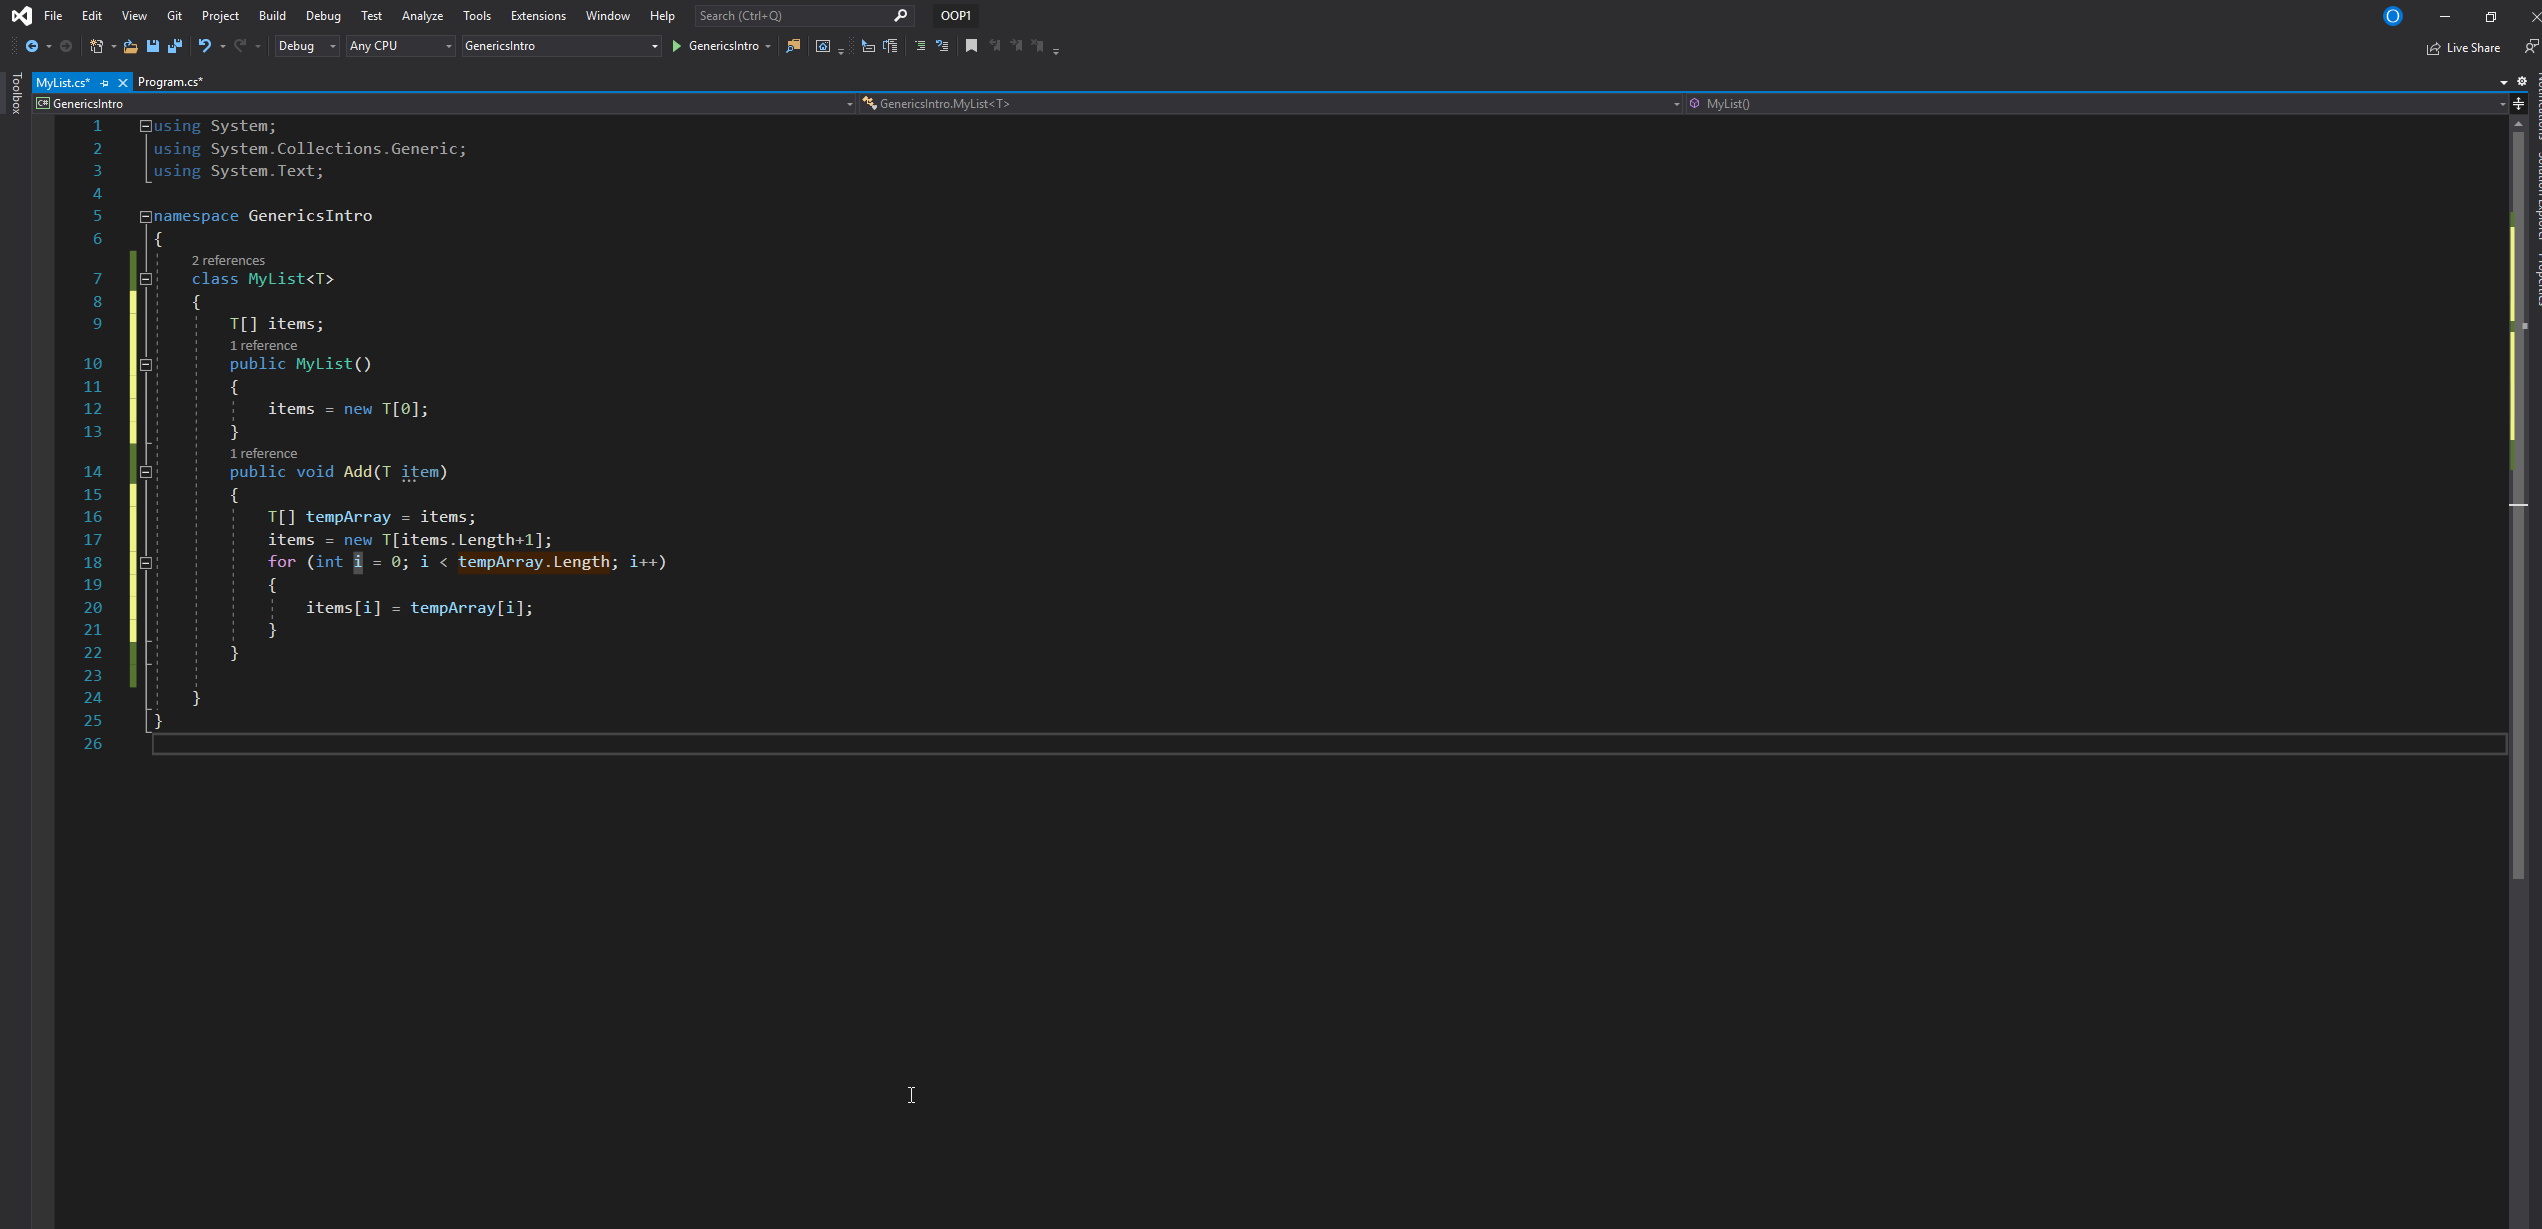 File Edit View Git Project Build Debug Test Analyze Tools Extensions Window Help Search (Ctrl+Q) OOP1 O
Debug Any CPU GenericsIntro GenericsIntro Live Share
Toolbox
MyList.cs* Program.cs*
C# GenericsIntro GenericsIntro.MyList<T> MyList()
1 using System;
2 using System.Collections.Generic;
3 using System.Text;
4
5 namespace GenericsIntro
6 {
2 references
7 class MyList<T>
8 {
9 T[] items;
1 reference
10 public MyList()
11 {
12 items = new T[0];
13 }
1 reference
14 public void Add(T item)
15 {
16 T[] tempArray = items;
17 items = new T[items.Length+1];
18 for (int i = 0; i < tempArray.Length; i++)
19 {
20 items[i] = tempArray[i];
21 }
22 }
23
24 }
25 }
26